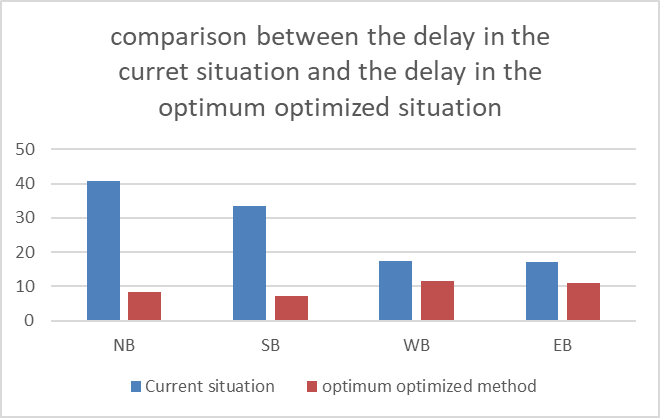 comparison between the delay in the
curret situation and the delay in the
optimum optimized situation
50
40
30
20
10
0
NB SB WB EB
Current situation optimum optimized method